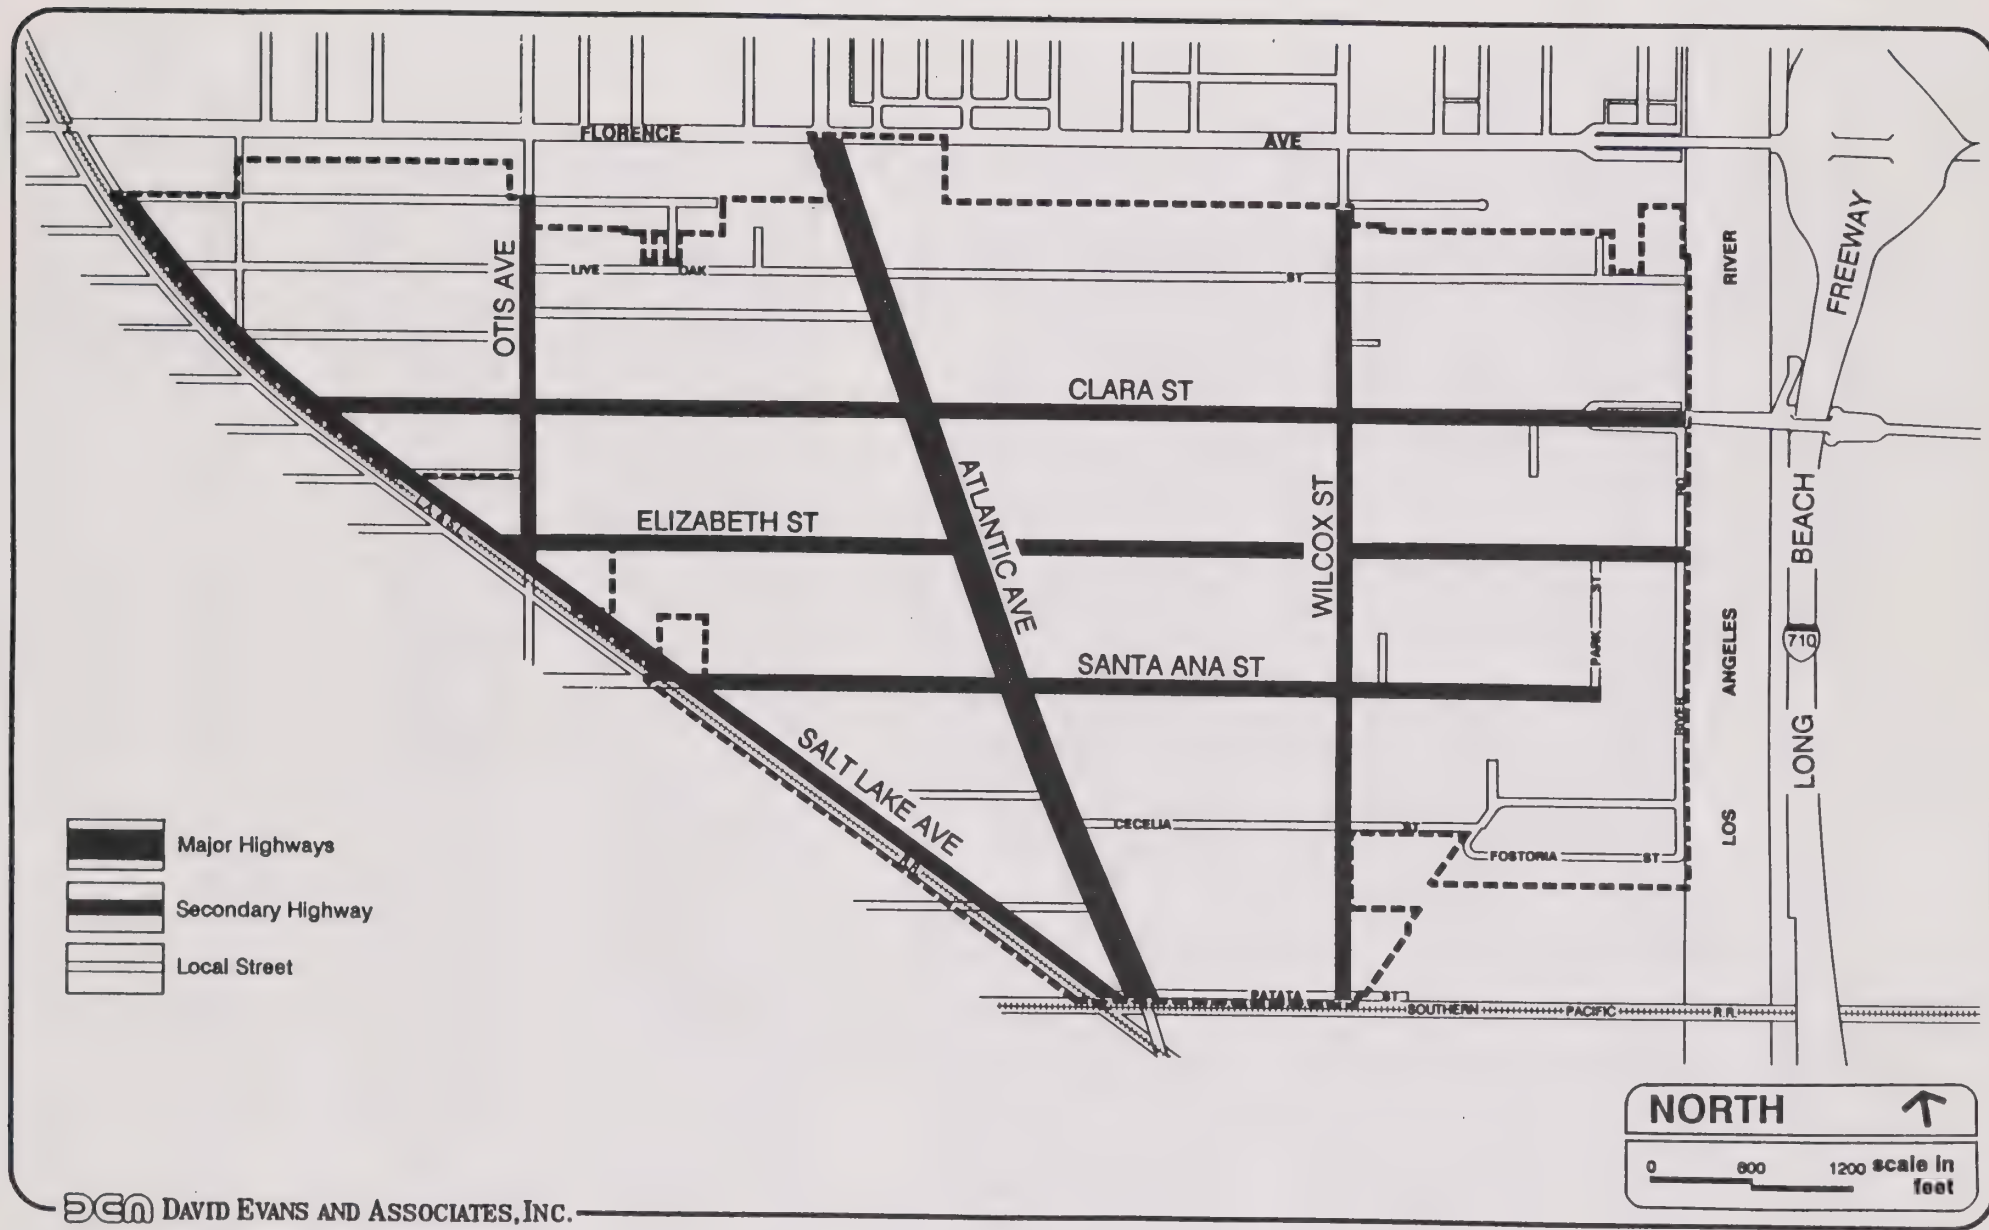 FLORENCE AVE
OTIS AVE
LIVE OAK ST
RIVER
FREEWAY
CLARA ST
ATLANTIC AVE
RD
ELIZABETH ST
WILCOX ST
BEACH
ST
PARK
SANTA ANA ST
ANGELES
710
RIVER
LONG
SALT LAKE AVE
LOS
CECELIA ST
FOSTORIA ST
Major Highways
Secondary Highway
Local Street
PATATA ST
SOUTHERN PACIFIC R.R.
NORTH
0 600 1200 scale in
feet
DEA DAVID EVANS AND ASSOCIATES, INC.